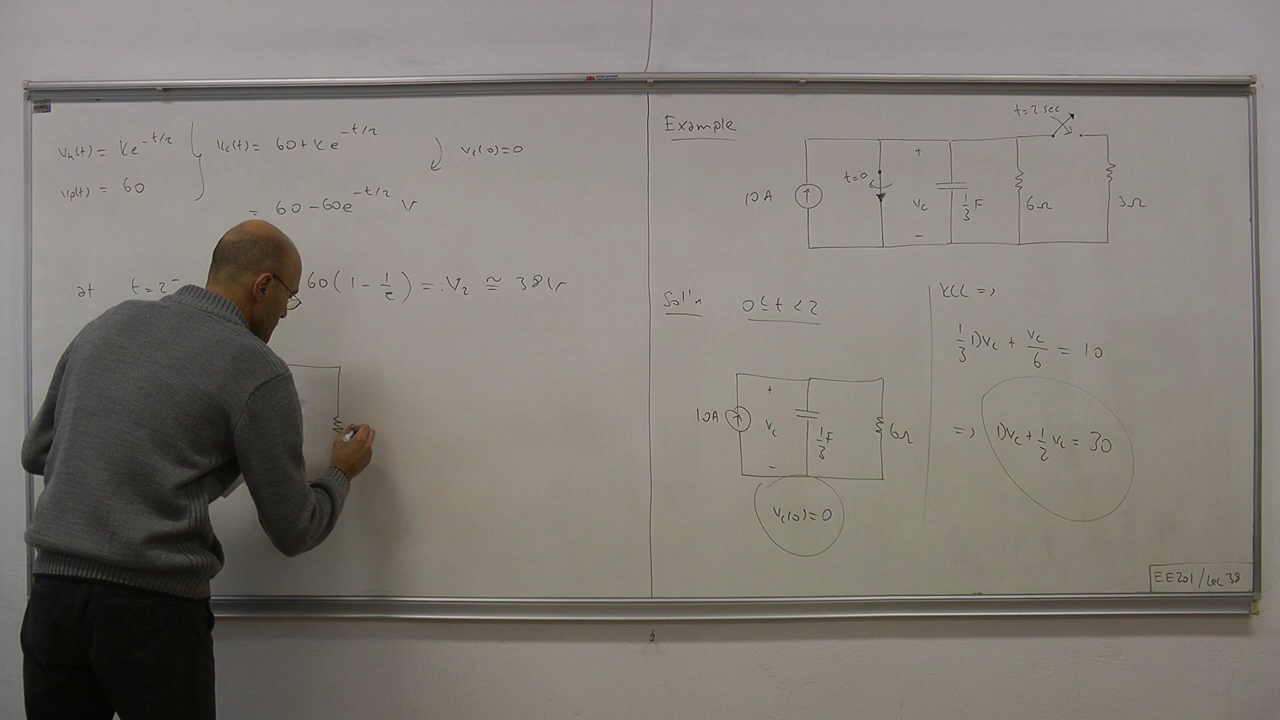 Vh(t) = Ke^-t/2
Vp(t) = 60
Vc(t) = 60 + Ke^-t/2
Vc(0) = 0
= 60 - 60e^-t/2 V
at t = 2^-
60(1 - 1/e) =: V2 ≅ 38V
Example
t = 2 sec
10A
t=0
+
Vc
-
1/3 F
6Ω
3Ω
Sol'n
0 ≤ t < 2
10A
+
Vc
-
1/3 F
6Ω
Vc(0) = 0
KCL =>
1/3 DVc + Vc/6 = 10
=> DVc + 1/2 Vc = 30
EE201/Lec 38